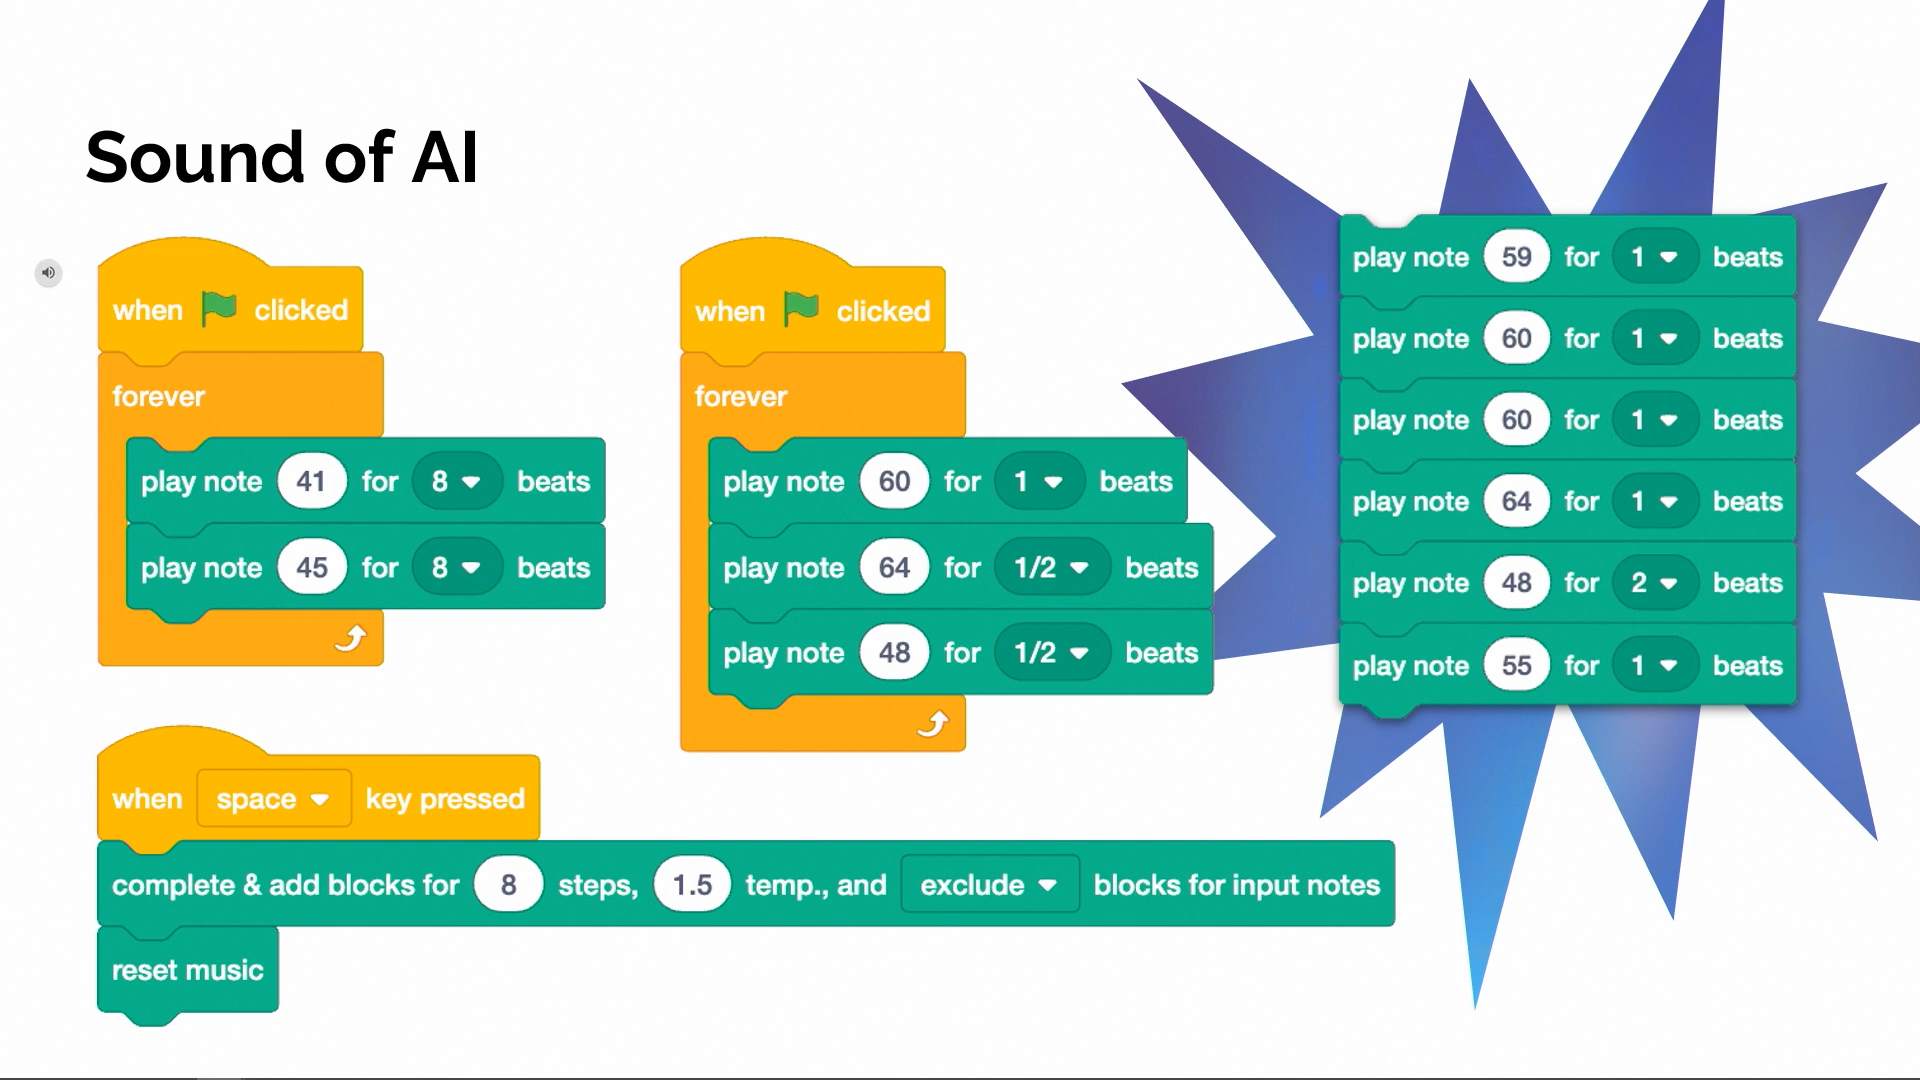 Sound of AI
when clicked
forever
play note 41 for 8 beats
play note 45 for 8 beats
when clicked
forever
play note 60 for 1 beats
play note 64 for 1/2 beats
play note 48 for 1/2 beats
play note 59 for 1 beats
play note 60 for 1 beats
play note 60 for 1 beats
play note 64 for 1 beats
play note 48 for 2 beats
play note 55 for 1 beats
when space key pressed
complete & add blocks for 8 steps, 1.5 temp., and exclude blocks for input notes
reset music